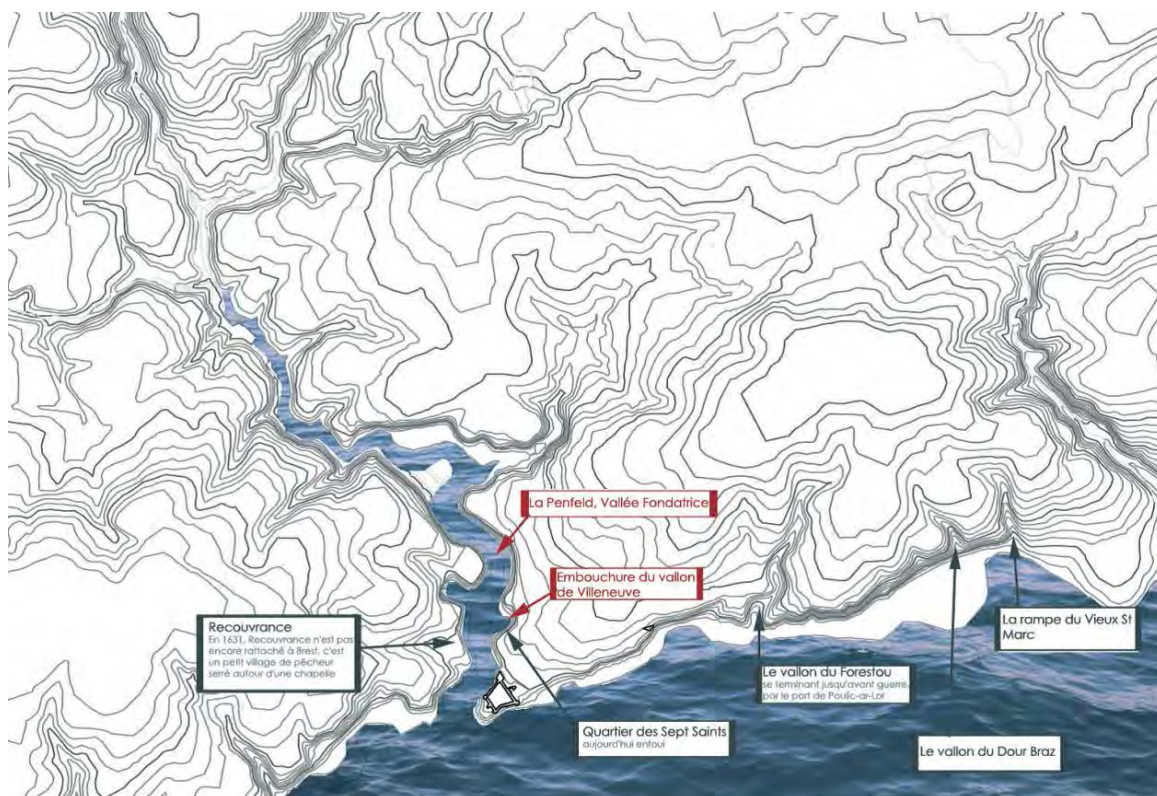 La Penfeld, Vallée Fondatrice
Embouchure du vallon
de Villeneuve
Recouvrance
En 1631, Recouvrance n'est pas
encore rattaché à Brest, c'est
un petit village de pêcheur
serré autour d'une chapelle
La rampe du Vieux St
Marc
Le vallon du Forestou
se terminant jusqu'avant guerre,
par le port de Poulic-ar-Lor
Quartier des Sept Saints
aujourd'hui enfoui
Le vallon du Dour Braz